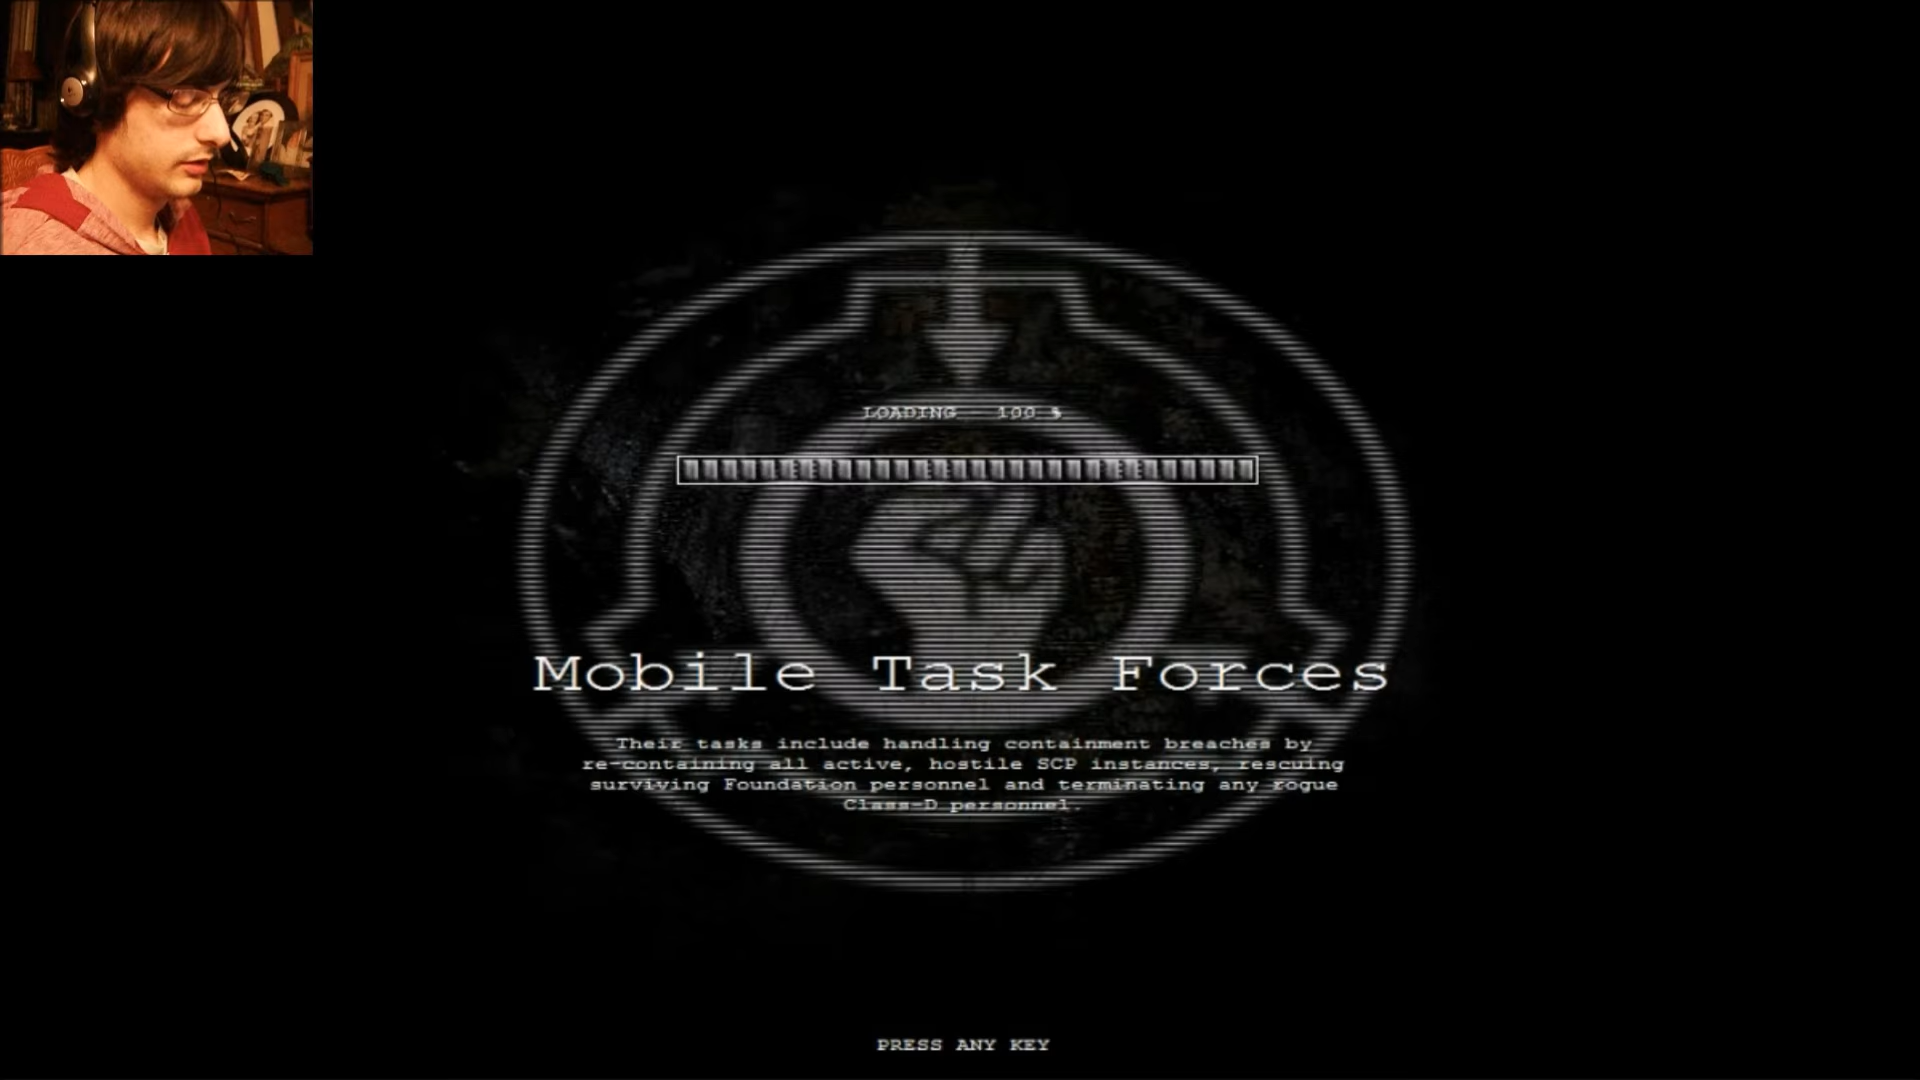 LOADING - 100 %
Mobile Task Forces
Their tasks include handling containment breaches by
re-containing all active, hostile SCP instances, rescuing
surviving Foundation personnel and terminating any rogue
Class-D personnel.
PRESS ANY KEY